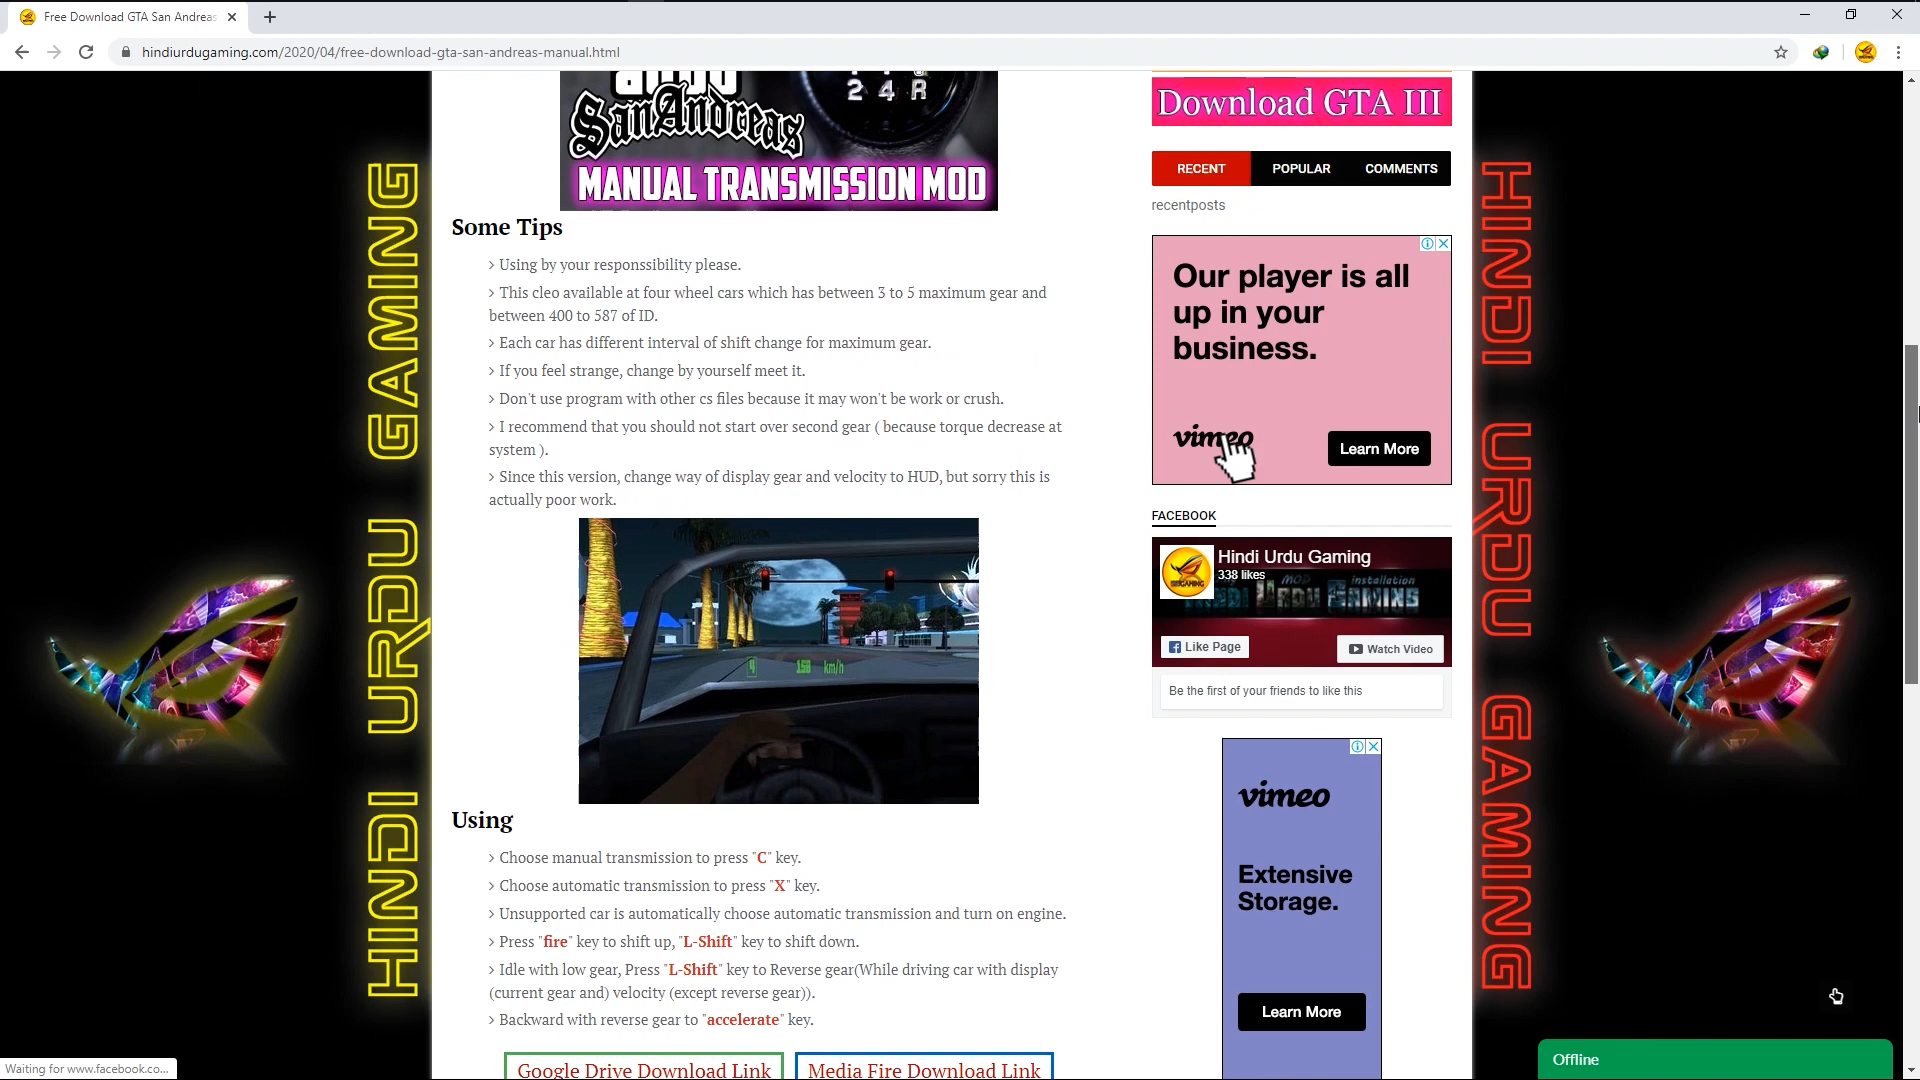 Free Download GTA San Andreas
hindiurdugaming.com/2020/04/free-download-gta-san-andreas-manual.html
2 4 R
San Andreas
MANUAL TRANSMISSION MOD
Some Tips
> Using by your responssibility please.
> This cleo available at four wheel cars which has between 3 to 5 maximum gear and
between 400 to 587 of ID.
> Each car has different interval of shift change for maximum gear.
> If you feel strange, change by yourself meet it.
> Don't use program with other cs files because it may won't be work or crush.
> I recommend that you should not start over second gear ( because torque decrease at
system ).
> Since this version, change way of display gear and velocity to HUD, but sorry this is
actually poor work.
4 150 km/h
Using
> Choose manual transmission to press "C" key.
> Choose automatic transmission to press "X" key.
> Unsupported car is automatically choose automatic transmission and turn on engine.
> Press "fire" key to shift up, "L-Shift" key to shift down.
> Idle with low gear, Press "L-Shift" key to Reverse gear(While driving car with display
(current gear and) velocity (except reverse gear)).
> Backward with reverse gear to "accelerate" key.
Google Drive Download Link
Media Fire Download Link
Download GTA III
RECENT POPULAR COMMENTS
recentposts
Our player is all
up in your
business.
vimeo
Learn More
FACEBOOK
Hindi Urdu Gaming
338 likes
MOD installation
HINDI URDU GAMING
Like Page
Watch Video
Be the first of your friends to like this
vimeo
Extensive
Storage.
Learn More
HINDI URDU GAMING
HINDI URDU GAMING
Waiting for www.facebook.co...
Offline